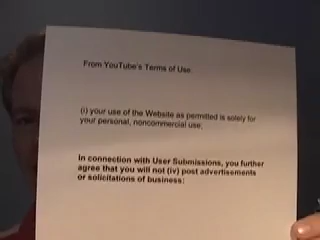 From YouTube's Terms of Use
(i) your use of the Website as permitted is solely for
your personal, noncommercial use;
In connection with User Submissions, you further
agree that you will not (iv) post advertisements
or solicitations of business: